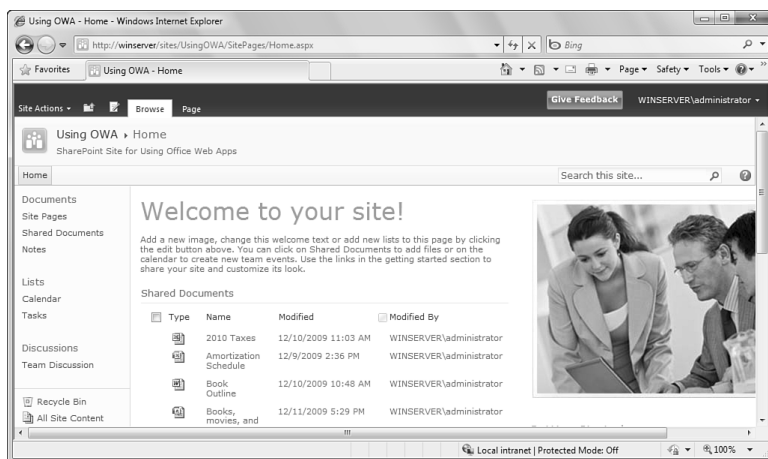 Using OWA - Home - Windows Internet Explorer
http://winserver/sites/UsingOWA/SitePages/Home.aspx
Bing
Favorites
Using OWA - Home
Page
Safety
Tools
Site Actions
Browse
Page
Give Feedback
WINSERVER\administrator
Using OWA
Home
SharePoint Site for Using Office Web Apps
Home
Search this site...
Documents
Site Pages
Shared Documents
Notes
Lists
Calendar
Tasks
Discussions
Team Discussion
Recycle Bin
All Site Content
Welcome to your site!
Add a new image, change this welcome text or add new lists to this page by clicking
the edit button above. You can click on Shared Documents to add files or on the
calendar to create new team events. Use the links in the getting started section to
share your site and customize its look.
Shared Documents
Type Name Modified Modified By
2010 Taxes 12/10/2009 11:03 AM WINSERVER\administrator
Amortization 12/9/2009 2:36 PM WINSERVER\administrator
Schedule
Book 12/10/2009 10:48 AM WINSERVER\administrator
Outline
Books, 12/11/2009 5:29 PM WINSERVER\administrator
movies, and
Local intranet | Protected Mode: Off
100%